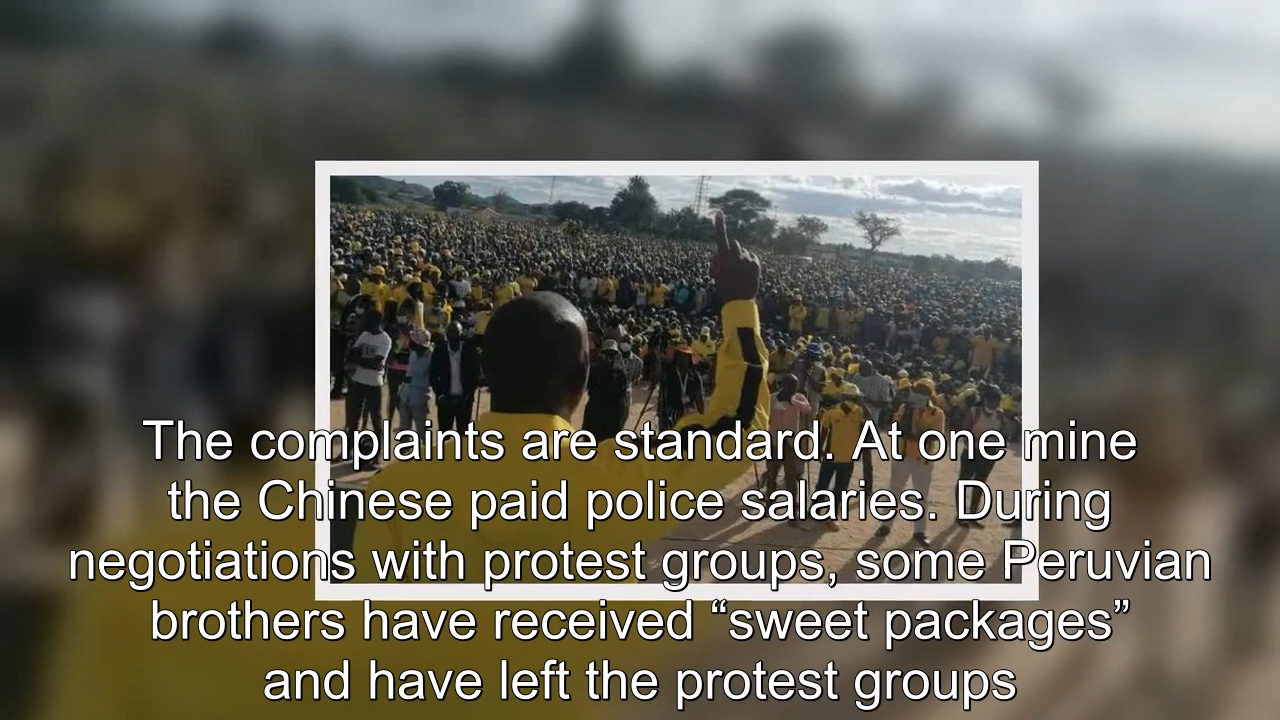 The complaints are standard. At one mine
the Chinese paid police salaries. During
negotiations with protest groups, some Peruvian
brothers have received “sweet packages”
and have left the protest groups